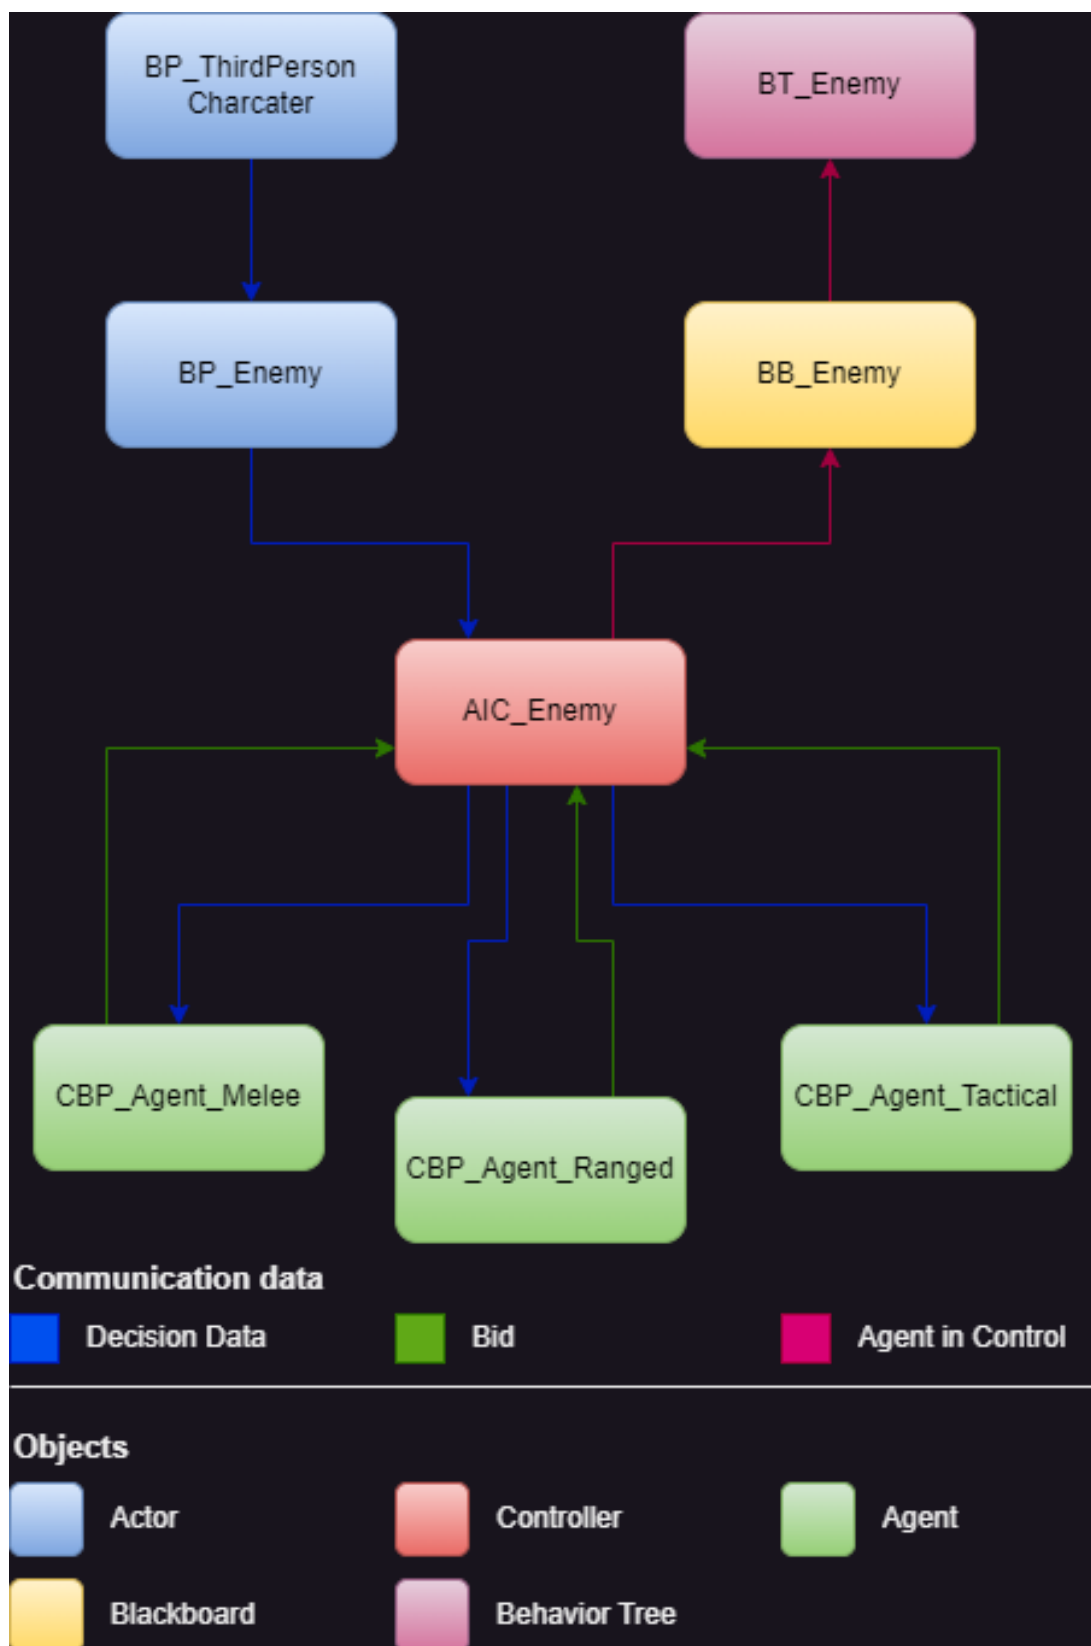 BP_ThirdPerson
Charcater
BT_Enemy
BP_Enemy
BB_Enemy
AIC_Enemy
CBP_Agent_Melee
CBP_Agent_Ranged
CBP_Agent_Tactical
Communication data
Decision Data
Bid
Agent in Control
Objects
Actor
Controller
Agent
Blackboard
Behavior Tree